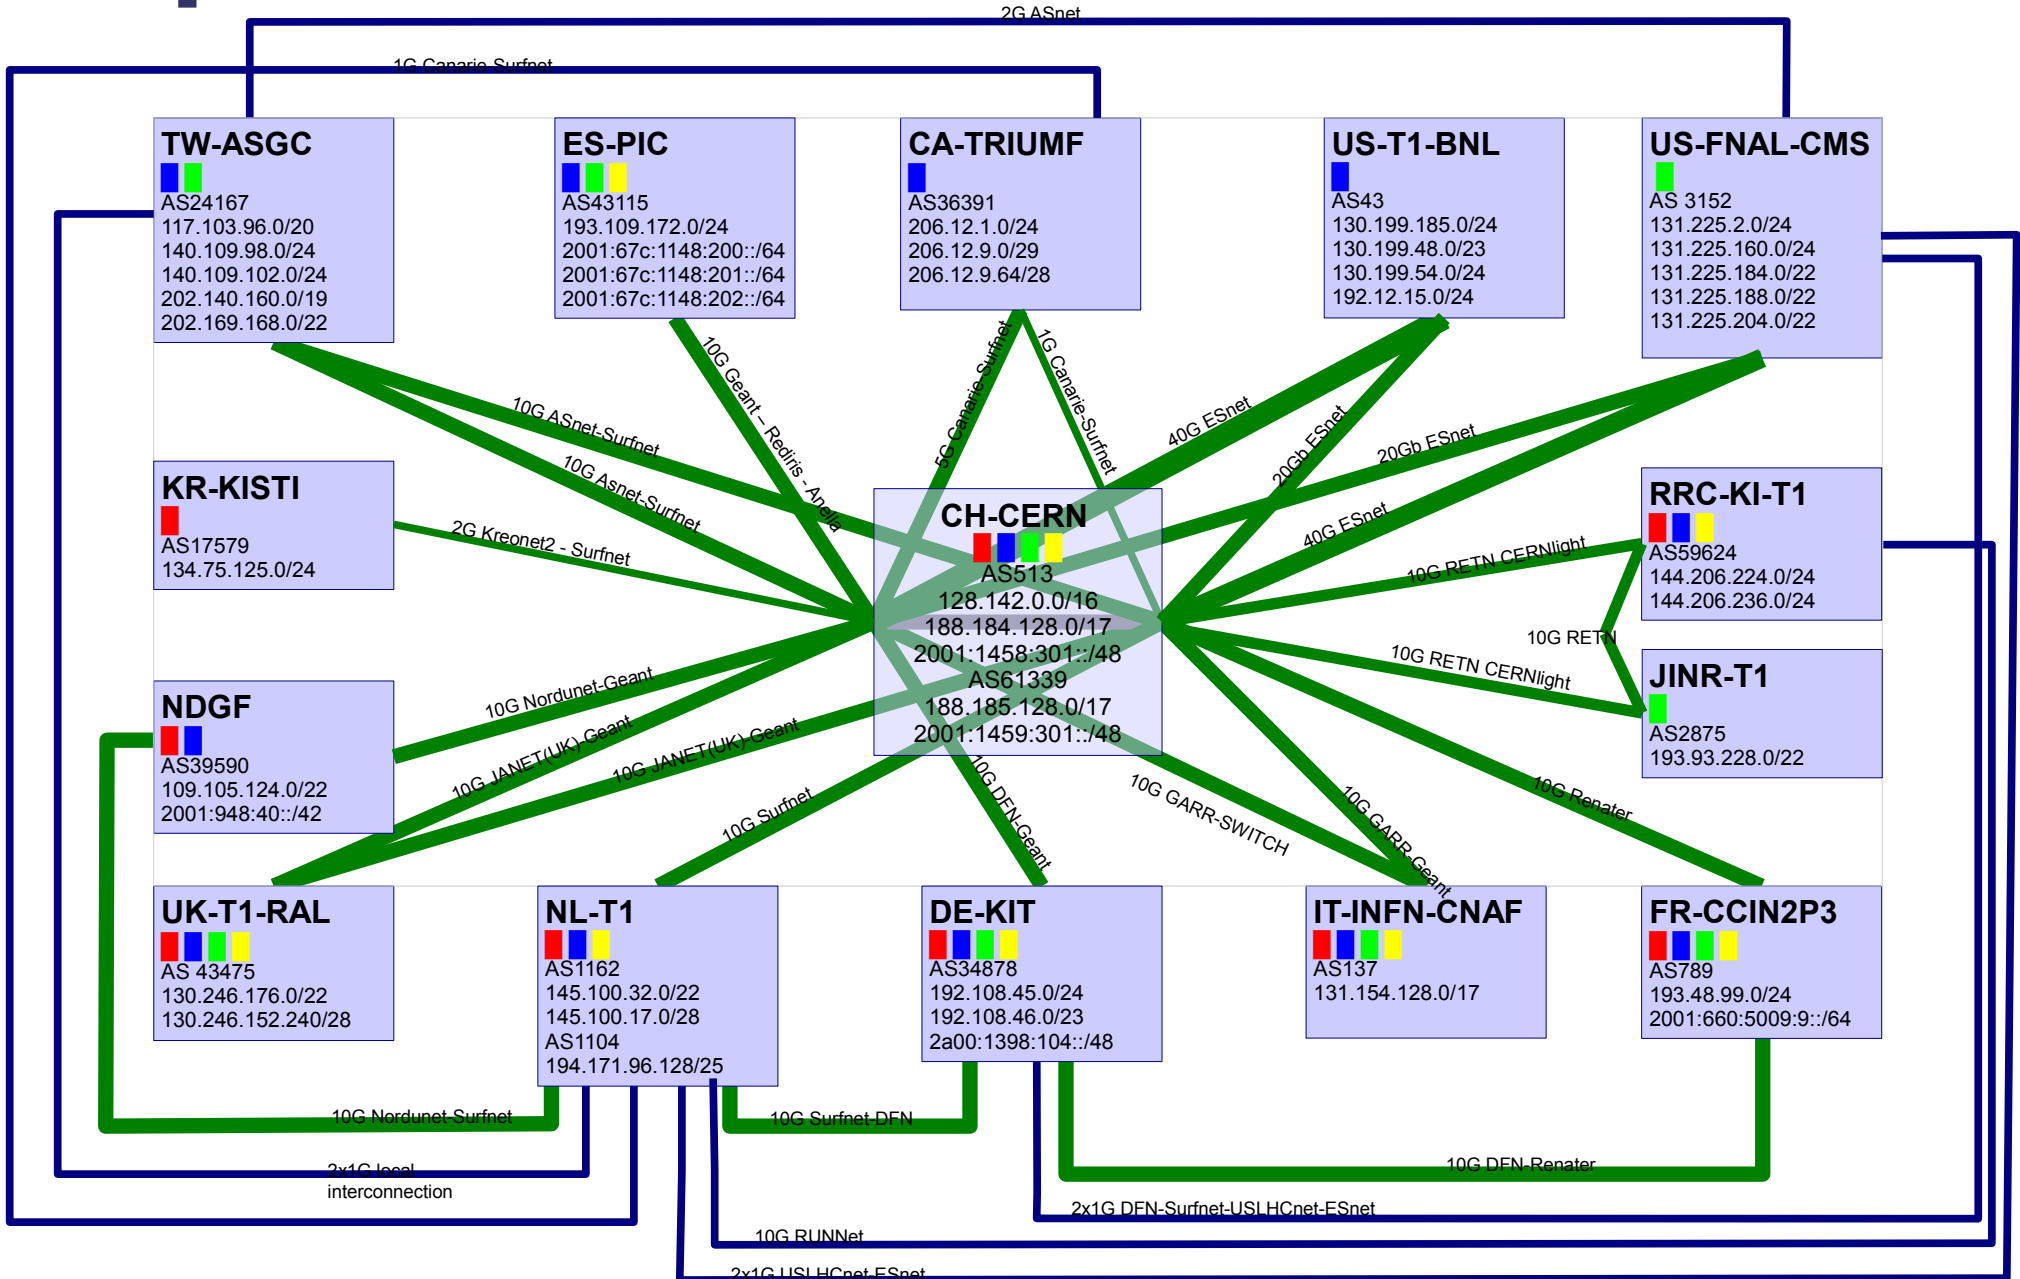 2G ASnet
1G Canarie-Surfnet
TW-ASGC
AS24167
117.103.96.0/20
140.109.98.0/24
140.109.102.0/24
202.140.160.0/19
202.169.168.0/22
ES-PIC
AS43115
193.109.172.0/24
2001:67c:1148:200::/64
2001:67c:1148:201::/64
2001:67c:1148:202::/64
CA-TRIUMF
AS36391
206.12.1.0/24
206.12.9.0/29
206.12.9.64/28
US-T1-BNL
AS43
130.199.185.0/24
130.199.48.0/23
130.199.54.0/24
192.12.15.0/24
US-FNAL-CMS
AS 3152
131.225.2.0/24
131.225.160.0/24
131.225.184.0/22
131.225.188.0/22
131.225.204.0/22
10G ASnet-Surfnet
10G Asnet-Surfnet
10G Geant – Rediris - Anella
5G Canarie-Surfnet
1G Canarie-Surfnet
40G ESnet
20Gb ESnet
20Gb ESnet
40G ESnet
KR-KISTI
AS17579
134.75.125.0/24
2G Kreonet2 - Surfnet
CH-CERN
AS513
128.142.0.0/16
188.184.128.0/17
2001:1458:301::/48
AS61339
188.185.128.0/17
2001:1459:301::/48
RRC-KI-T1
AS59624
144.206.224.0/24
144.206.236.0/24
10G RETN CERNlight
10G RETN
10G RETN CERNlight
JINR-T1
AS2875
193.93.228.0/22
NDGF
AS39590
109.105.124.0/22
2001:948:40::/42
10G Nordunet-Geant
10G JANET(UK)-Geant
10G JANET(UK)-Geant
10G Surfnet
10G DFN-Geant
10G GARR-SWITCH
10G GARR-Geant
10G Renater
UK-T1-RAL
AS 43475
130.246.176.0/22
130.246.152.240/28
NL-T1
AS1162
145.100.32.0/22
145.100.17.0/28
AS1104
194.171.96.128/25
DE-KIT
AS34878
192.108.45.0/24
192.108.46.0/23
2a00:1398:104::/48
IT-INFN-CNAF
AS137
131.154.128.0/17
FR-CCIN2P3
AS789
193.48.99.0/24
2001:660:5009:9::/64
10G Nordunet-Surfnet
10G Surfnet-DFN
10G DFN-Renater
2x1G local
interconnection
2x1G DFN-Surfnet-USLHCnet-ESnet
10G RUNNet
2x1G USLHCnet-ESnet